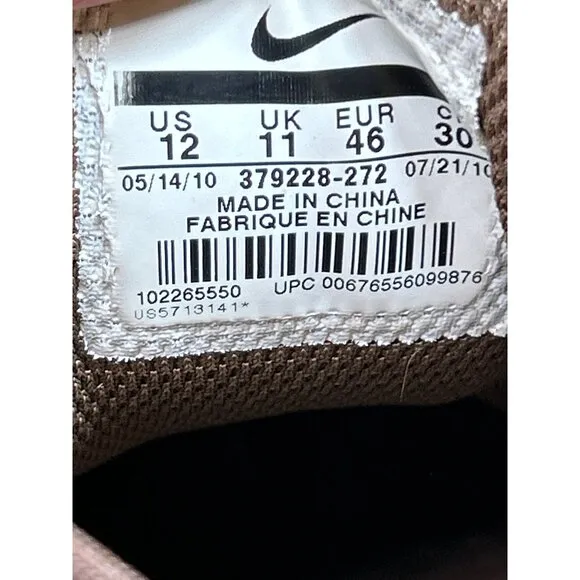 US UK EUR
12 11 46 30
05/14/10 379228-272 07/21/10
MADE IN CHINA
FABRIQUE EN CHINE
102265550 UPC 00676556099876
US5713141*